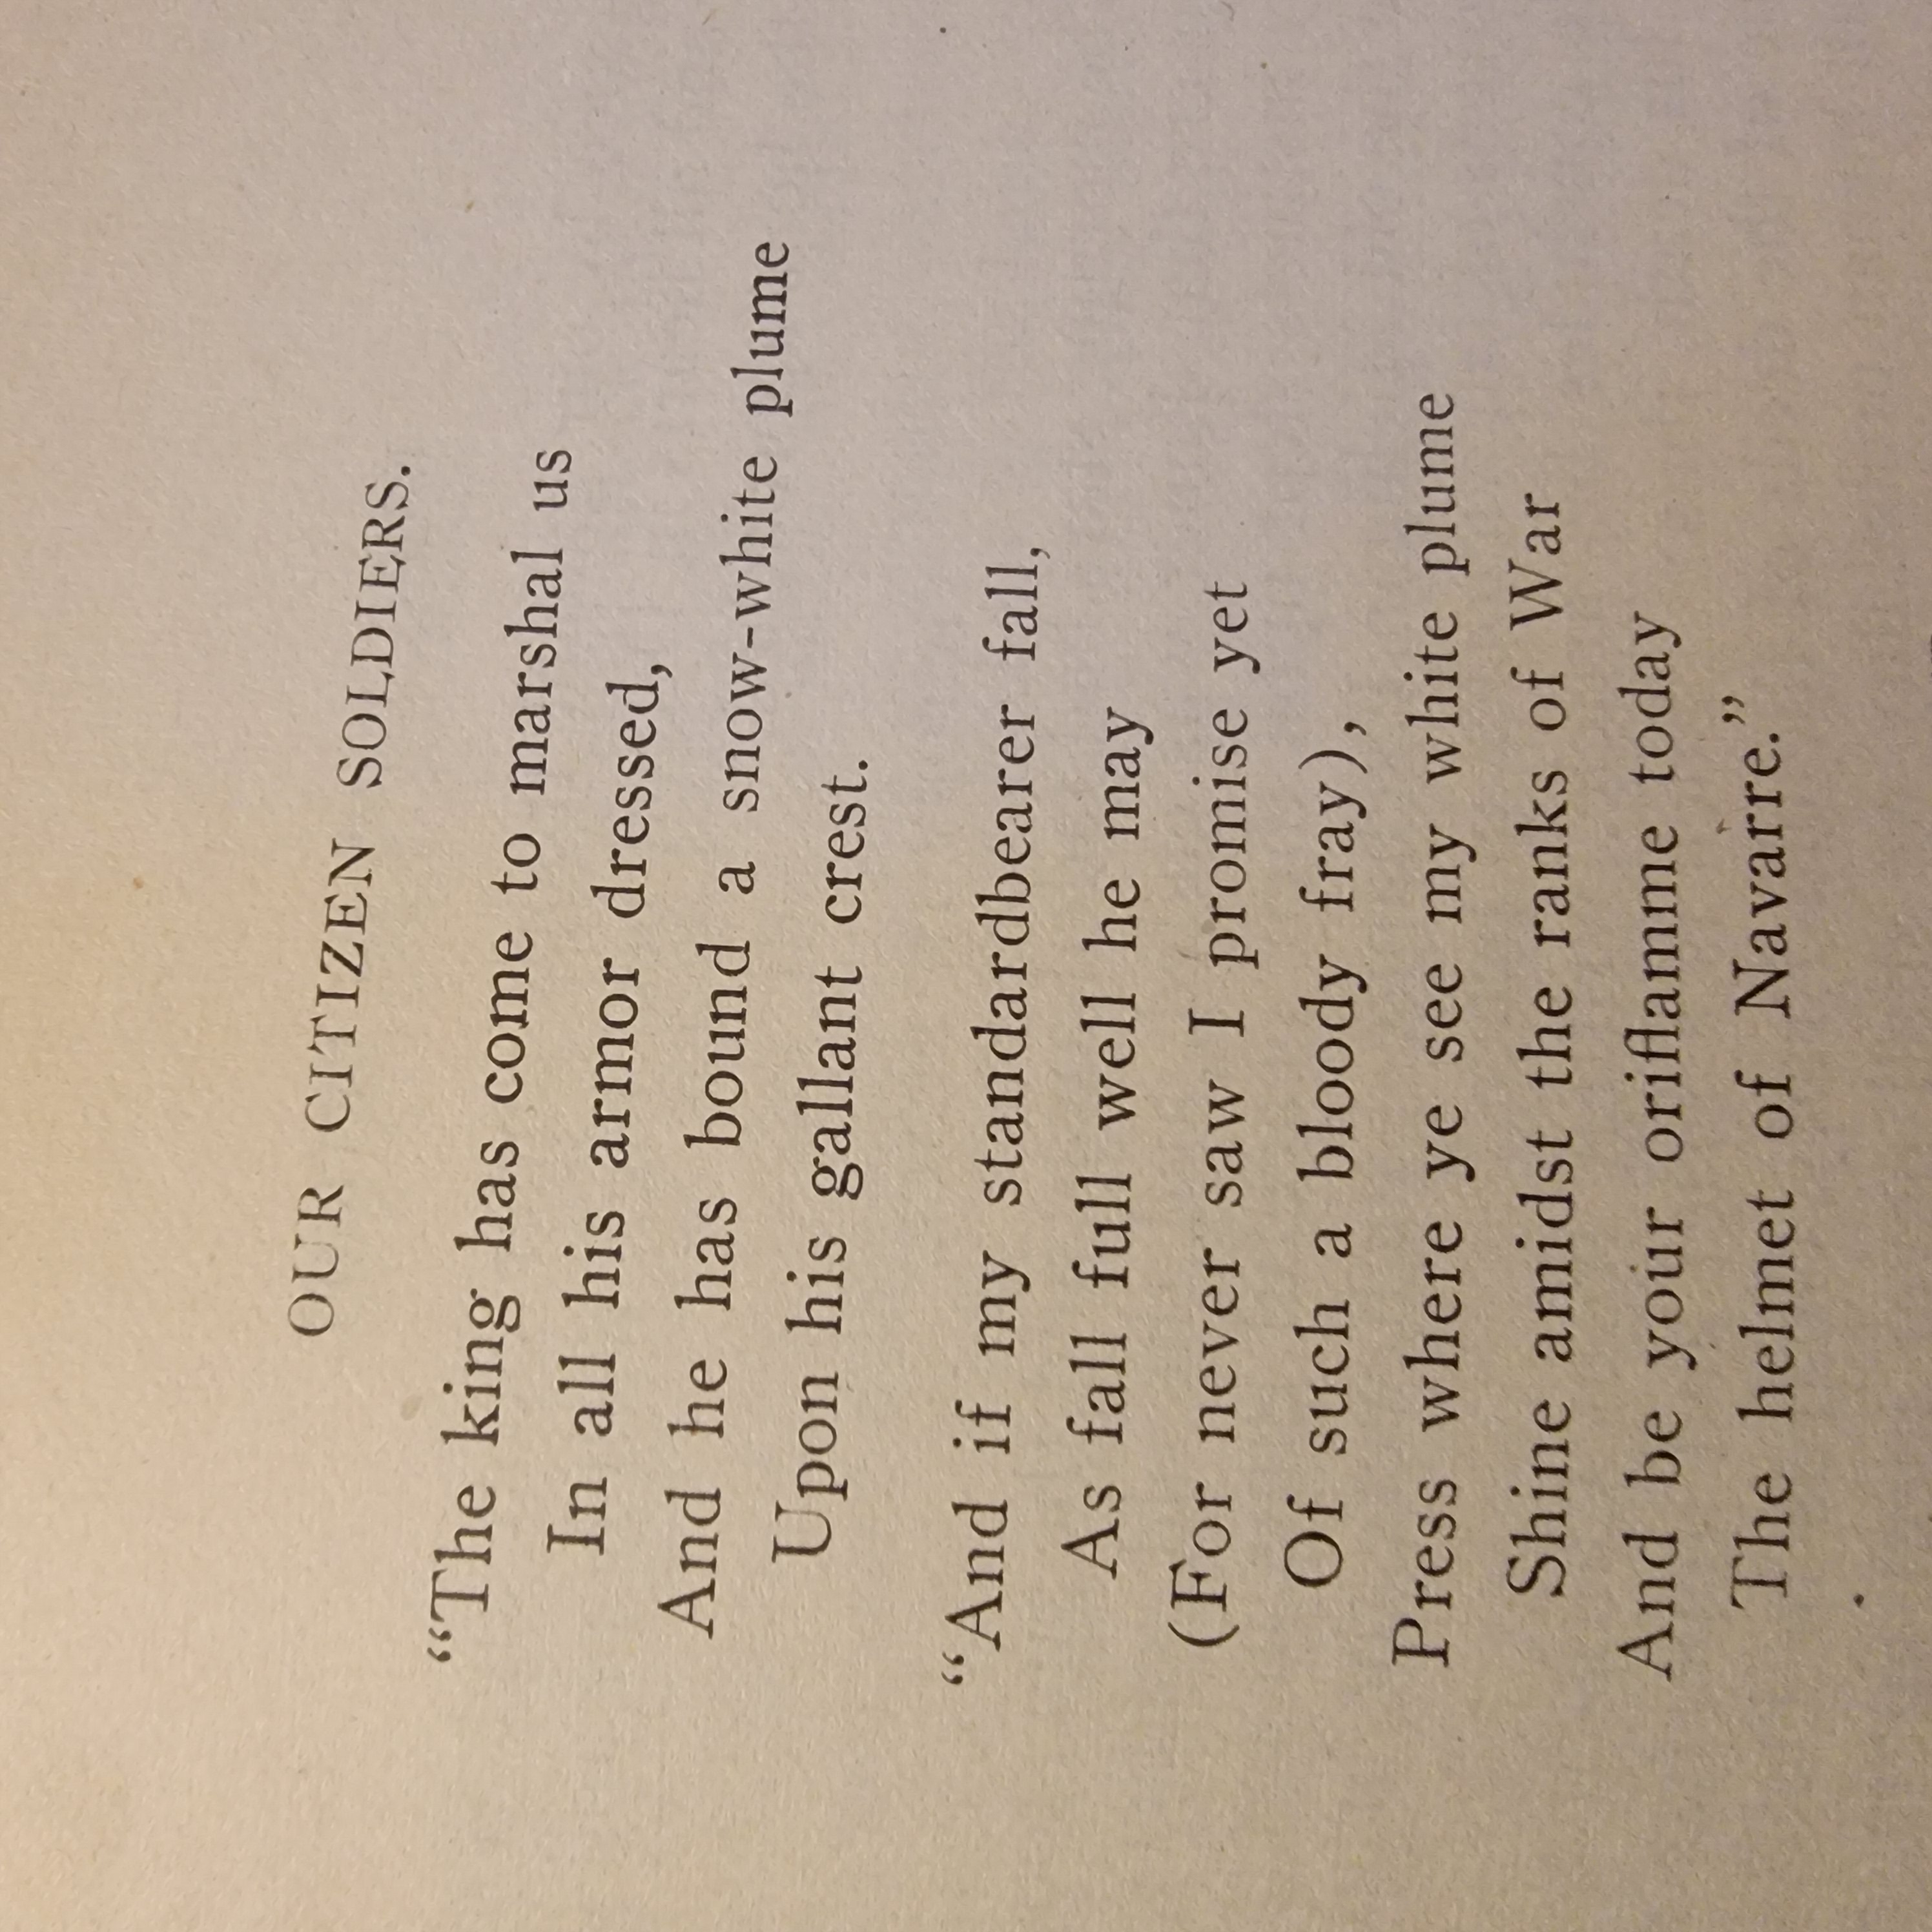 OUR CITIZEN SOLDIERS.
“The king has come to marshal us
In all his armor dressed,
And he has bound a snow-white plume
Upon his gallant crest.
“And if my standardbearer fall,
As fall full well he may
(For never saw I promise yet
Of such a bloody fray),
Press where ye see my white plume
Shine amidst the ranks of War
And be your oriflamme today
The helmet of Navarre.”